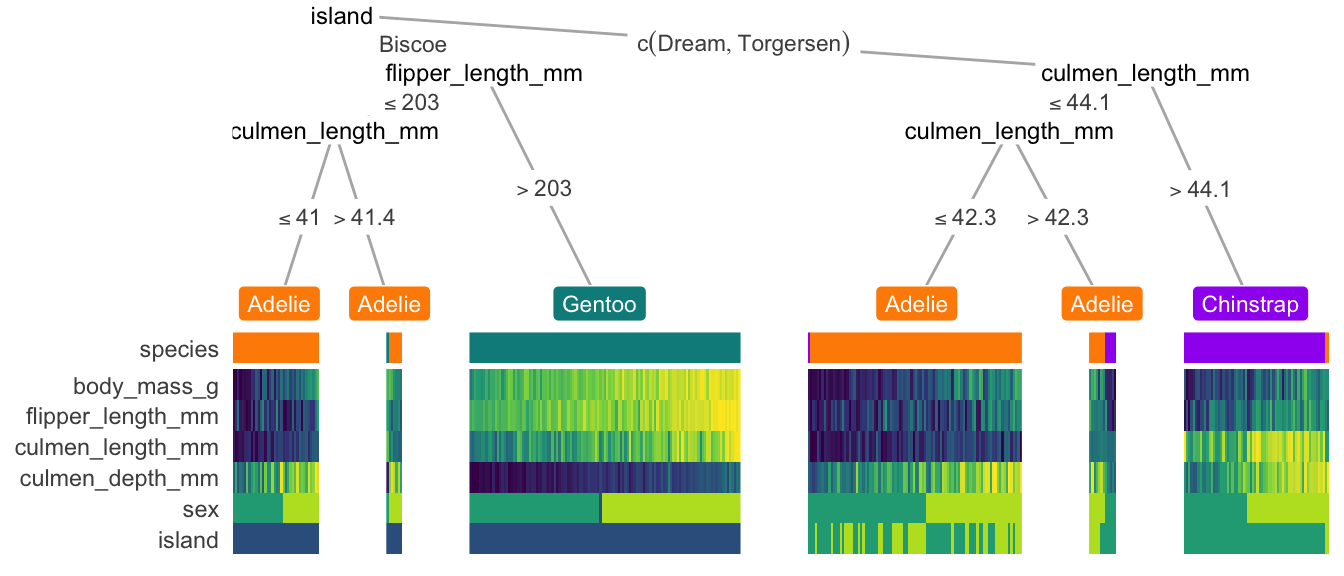 island
Biscoe
c(Dream, Torgersen)
flipper_length_mm
culmen_length_mm
≤ 203
≤ 44.1
culmen_length_mm
culmen_length_mm
> 203
> 44.1
≤ 41
> 41.4
≤ 42.3
> 42.3
Adelie
Adelie
Gentoo
Adelie
Adelie
Chinstrap
species
body_mass_g
flipper_length_mm
culmen_length_mm
culmen_depth_mm
sex
island